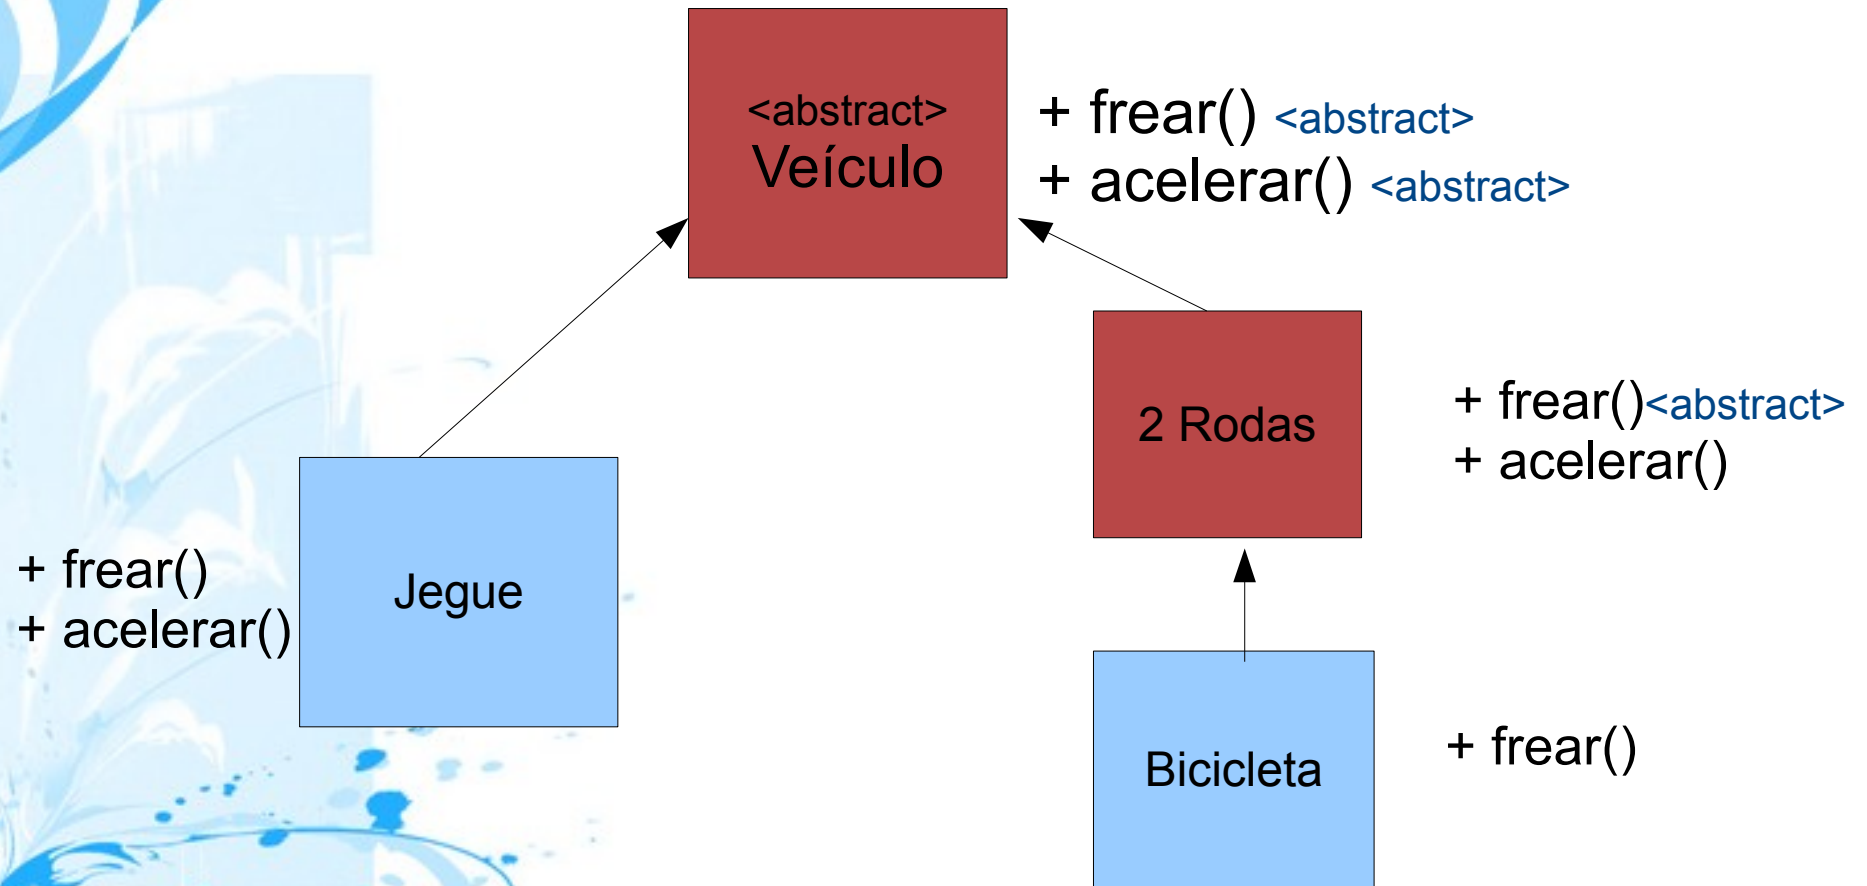 <abstract>
Veículo
+ frear() <abstract>
+ acelerar() <abstract>
2 Rodas
+ frear()<abstract>
+ acelerar()
+ frear()
+ acelerar()
Jegue
Bicicleta
+ frear()